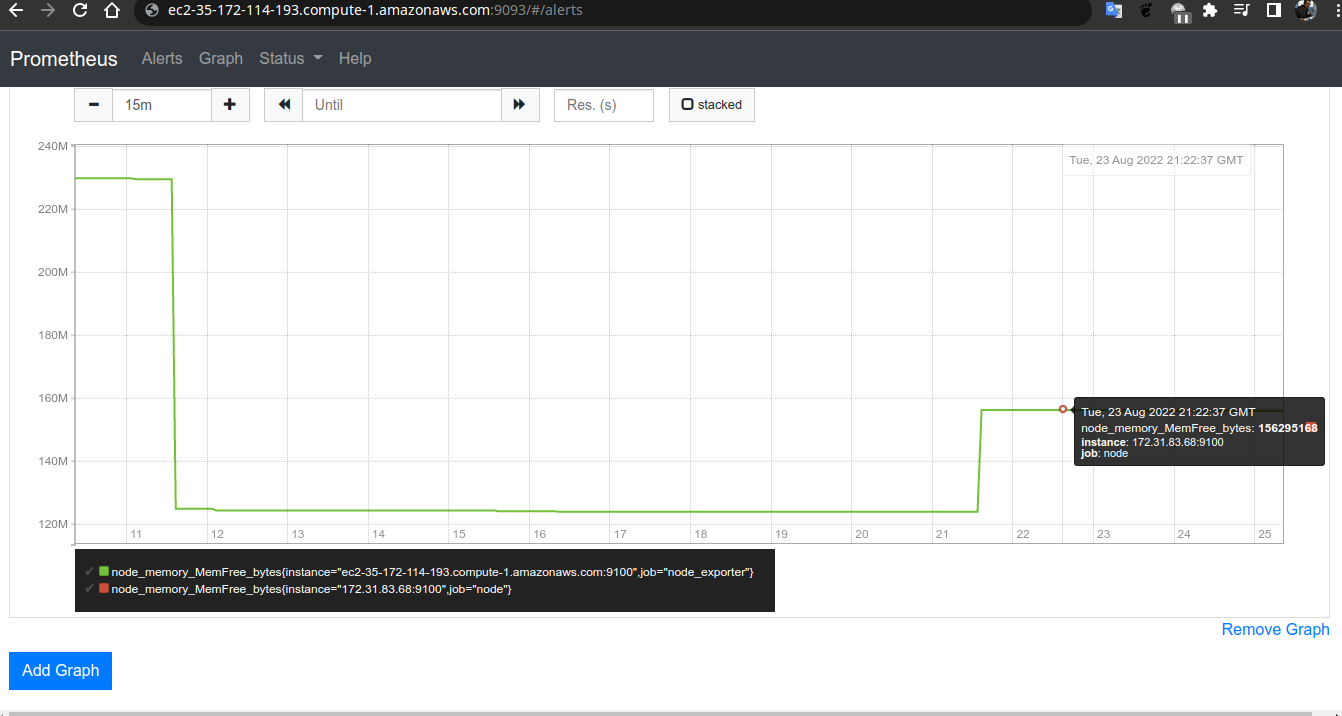 ec2-35-172-114-193.compute-1.amazonaws.com:9093/#/alerts
Prometheus Alerts Graph Status Help
15m Until Res. (s) stacked
240M
Tue, 23 Aug 2022 21:22:37 GMT
220M
200M
180M
160M
Tue, 23 Aug 2022 21:22:37 GMT
node_memory_MemFree_bytes: 156295168
instance: 172.31.83.68:9100
job: node
140M
120M
11 12 13 14 15 16 17 18 19 20 21 22 23 24 25
node_memory_MemFree_bytes{instance="ec2-35-172-114-193.compute-1.amazonaws.com:9100",job="node_exporter"}
node_memory_MemFree_bytes{instance="172.31.83.68:9100",job="node"}
Remove Graph
Add Graph